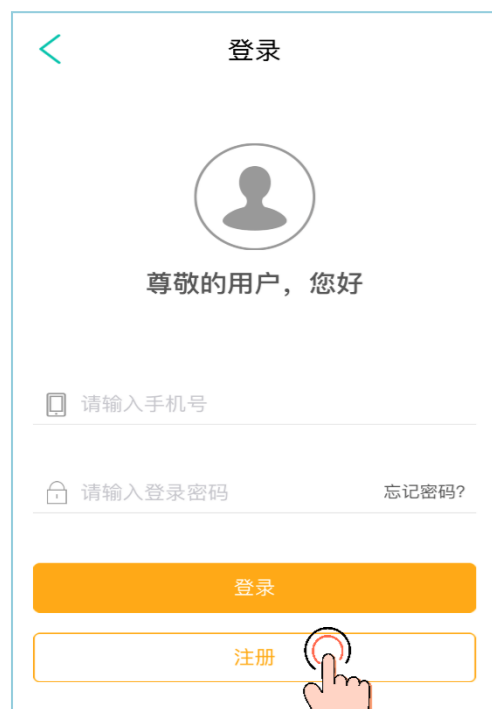 登录
尊敬的用户，您好
请输入手机号
请输入登录密码 忘记密码?
登录
注册